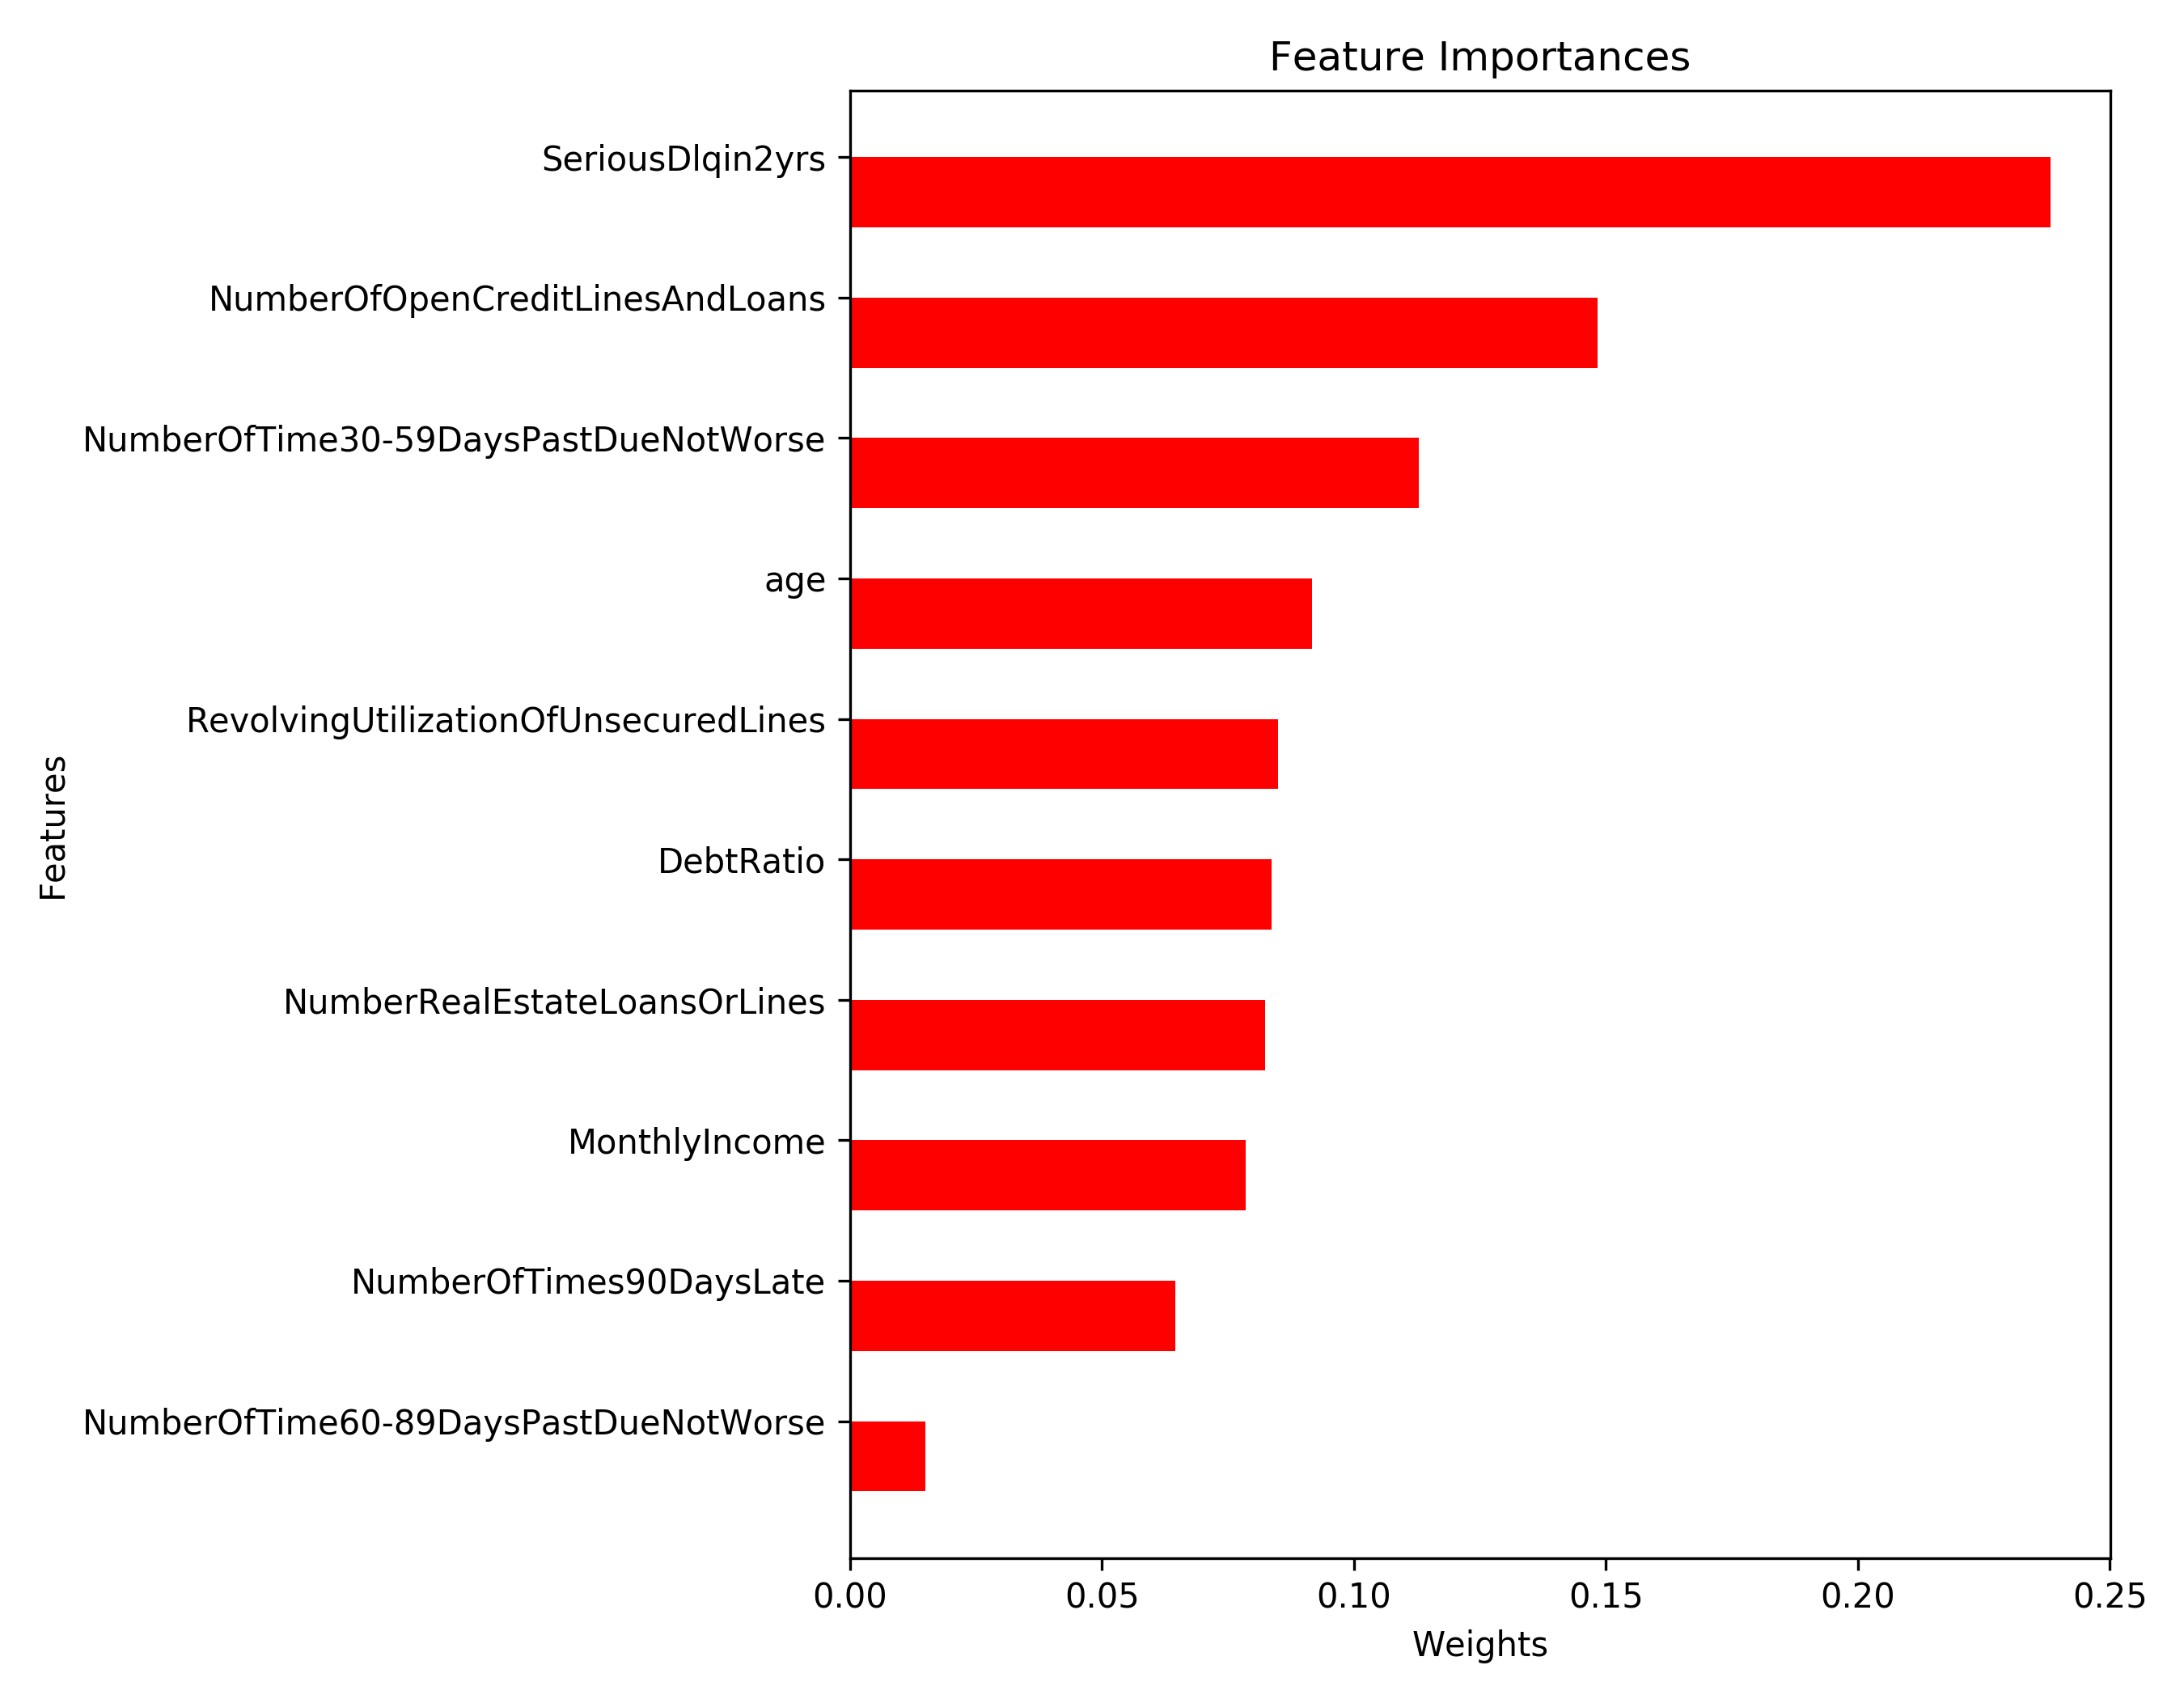 Feature Importances
SeriousDlqin2yrs
NumberOfOpenCreditLinesAndLoans
NumberOfTime30-59DaysPastDueNotWorse
age
RevolvingUtilizationOfUnsecuredLines
DebtRatio
NumberRealEstateLoansOrLines
MonthlyIncome
NumberOfTimes90DaysLate
NumberOfTime60-89DaysPastDueNotWorse
Features
0.00 0.05 0.10 0.15 0.20 0.25
Weights